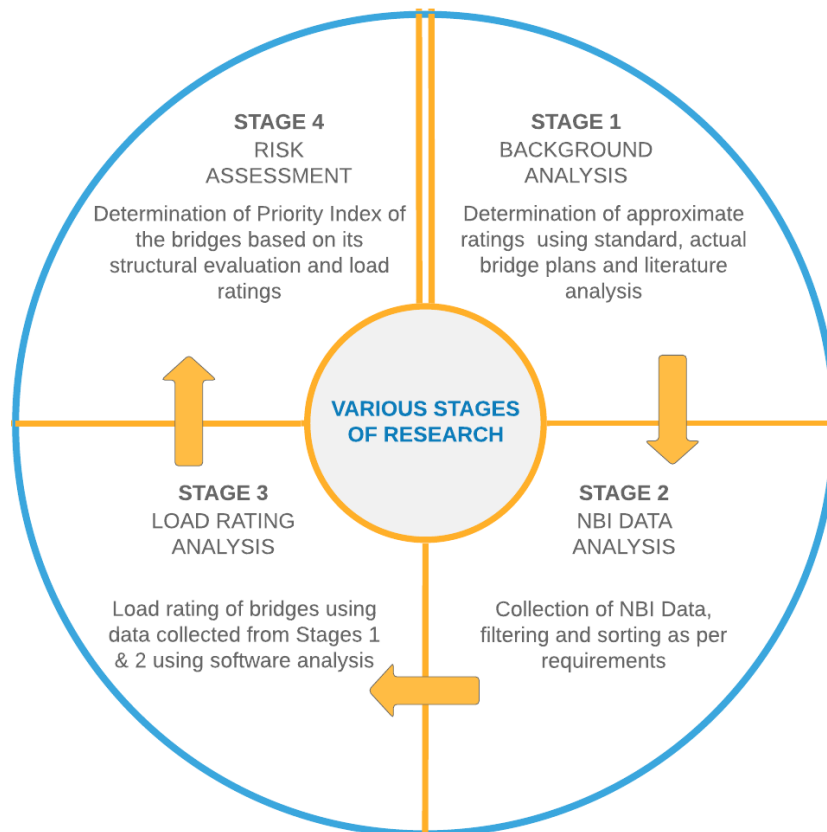 STAGE 1
BACKGROUND
ANALYSIS
Determination of approximate
ratings using standard, actual
bridge plans and literature
analysis
STAGE 2
NBI DATA
ANALYSIS
Collection of NBI Data,
filtering and sorting as per
requirements
STAGE 3
LOAD RATING
ANALYSIS
Load rating of bridges using
data collected from Stages 1
& 2 using software analysis
STAGE 4
RISK
ASSESSMENT
Determination of Priority Index of
the bridges based on its
structural evaluation and load
ratings
VARIOUS STAGES
OF RESEARCH